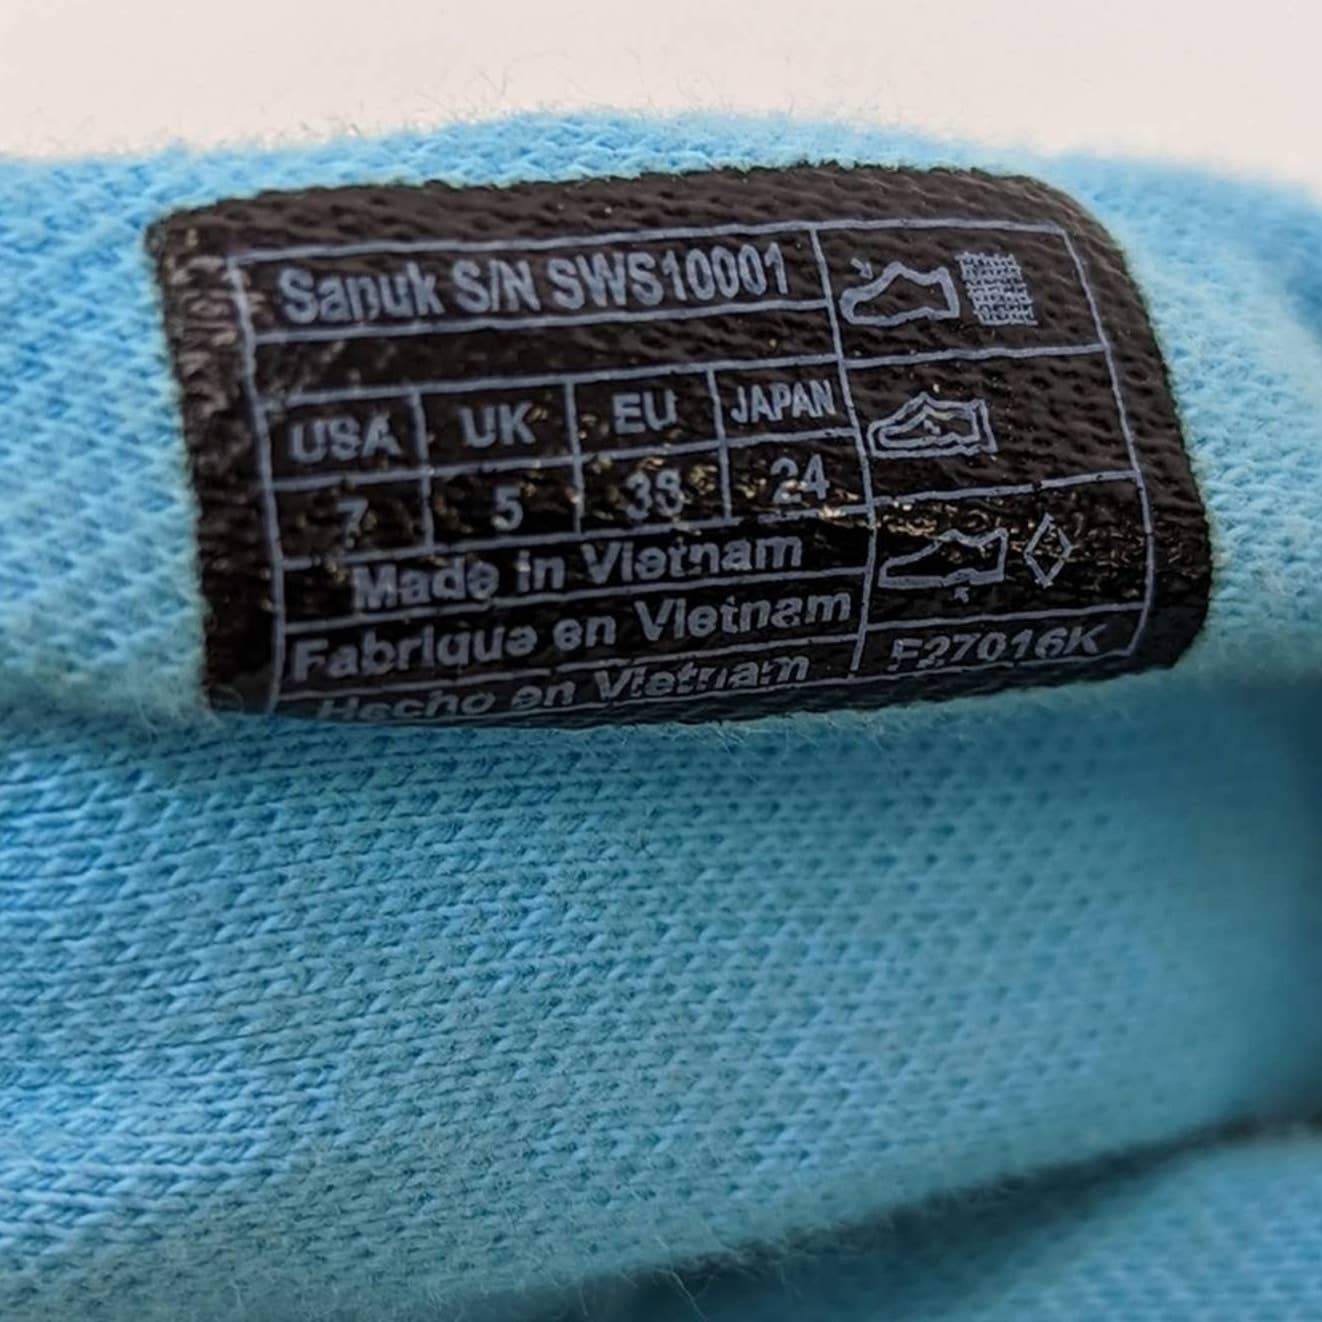 Sanuk S/N SWS10001
USA UK EU JAPAN
7 5 38 24
Made in Vietnam
Fabrique en Vietnam
Hecho en Vietnam
F27016K